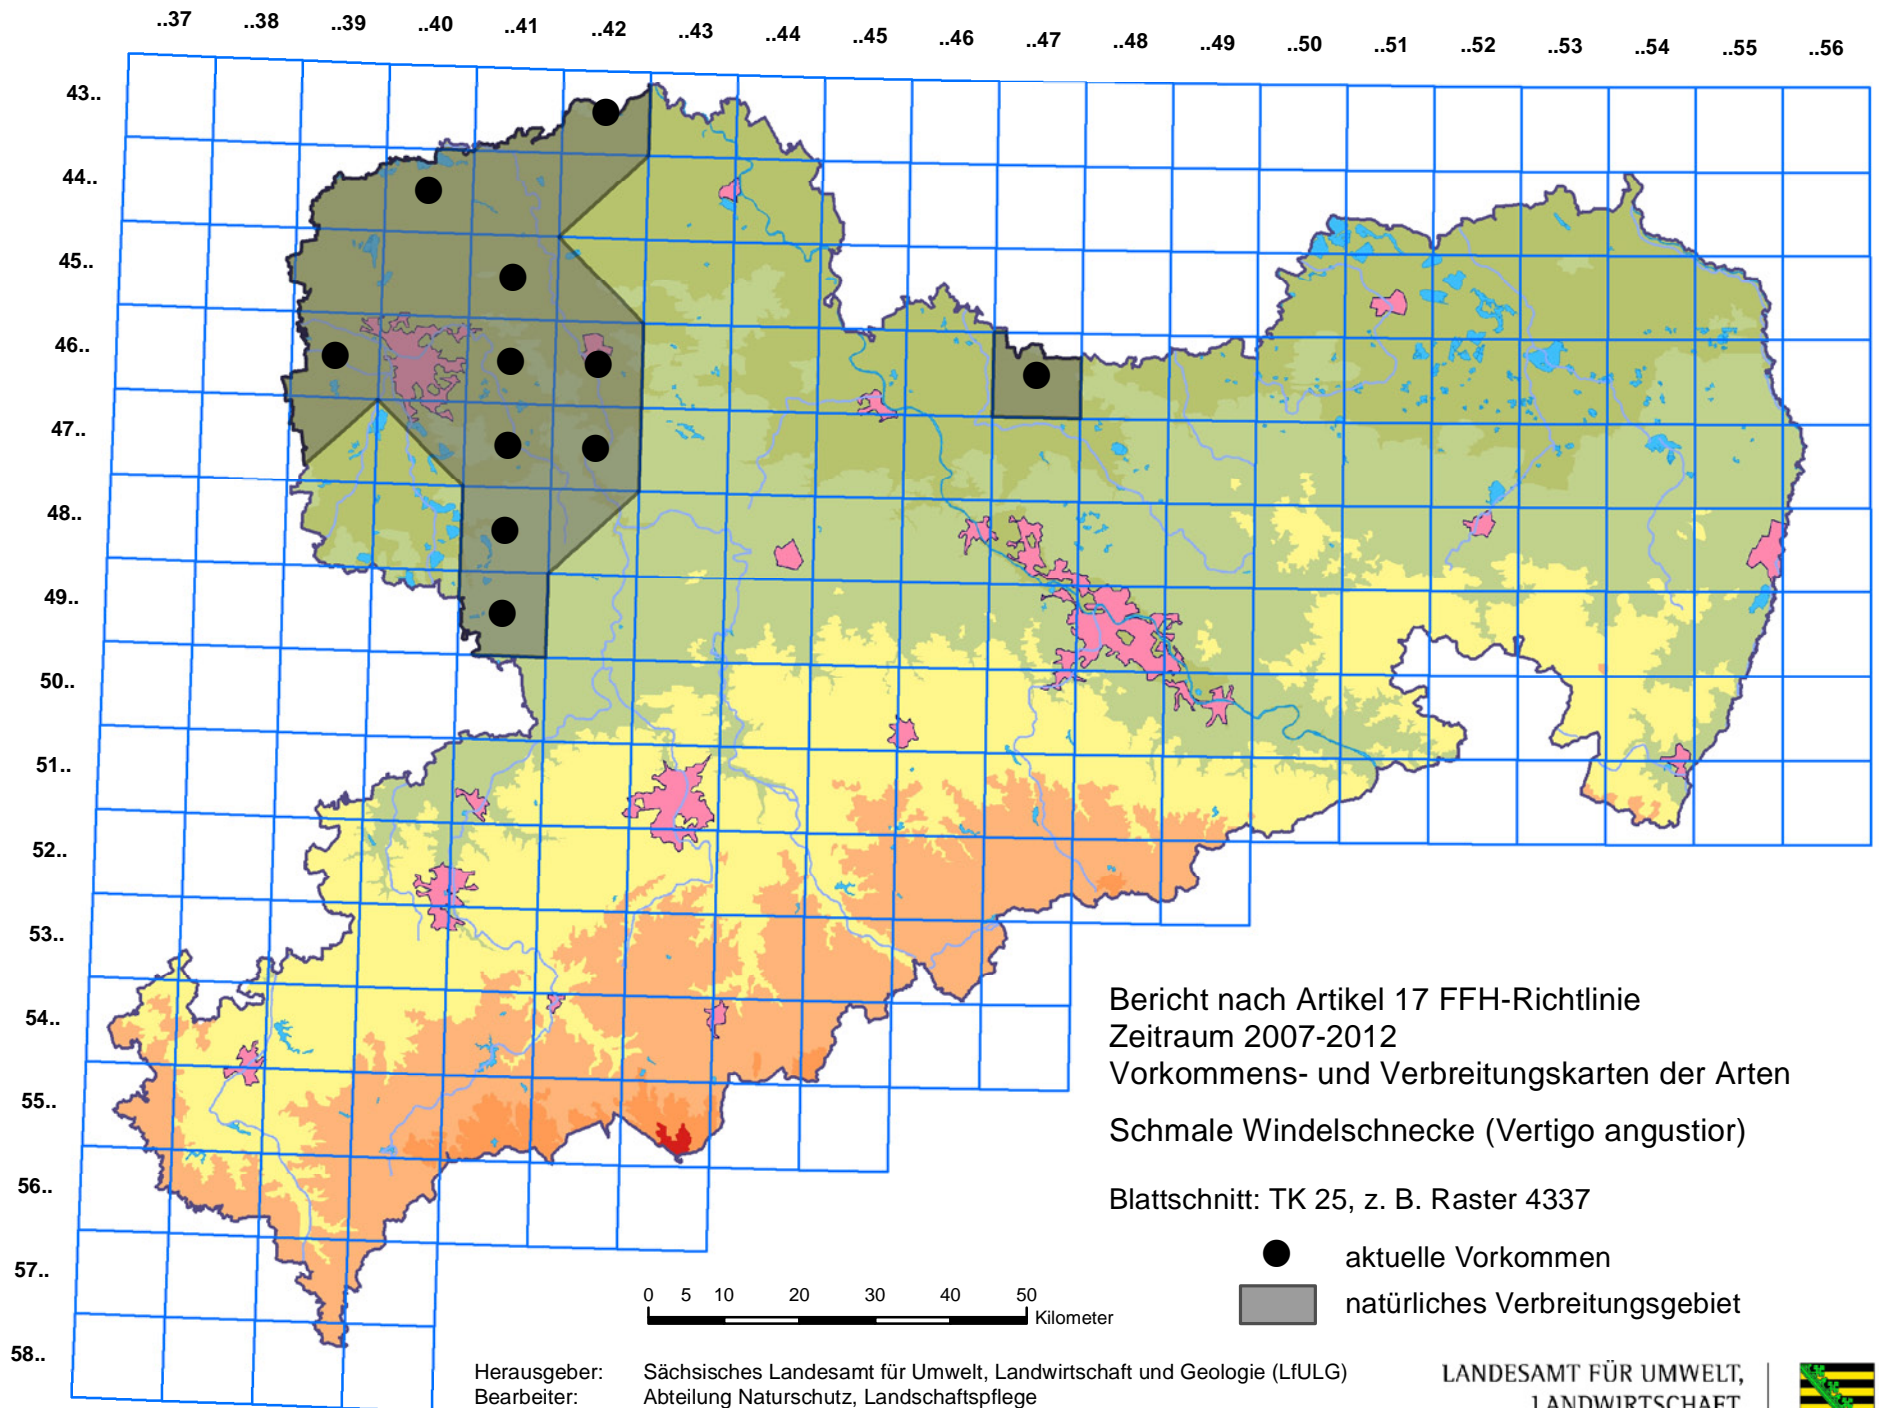 ..37 ..38 ..39 ..40 ..41 ..42 ..43 ..44 ..45 ..46 ..47 ..48 ..49 ..50 ..51 ..52 ..53 ..54 ..55 ..56
43..
44..
45..
46..
47..
48..
49..
50..
51..
52..
53..
54..
55..
56..
57..
58..
Bericht nach Artikel 17 FFH-Richtlinie
Zeitraum 2007-2012
Vorkommens- und Verbreitungskarten der Arten
Schmale Windelschnecke (Vertigo angustior)
Blattschnitt: TK 25, z. B. Raster 4337
aktuelle Vorkommen
natürliches Verbreitungsgebiet
0 5 10 20 30 40 50
Kilometer
Herausgeber: Sächsisches Landesamt für Umwelt, Landwirtschaft und Geologie (LfULG)
Bearbeiter: Abteilung Naturschutz, Landschaftspflege
LANDESAMT FÜR UMWELT,
LANDWIRTSCHAFT